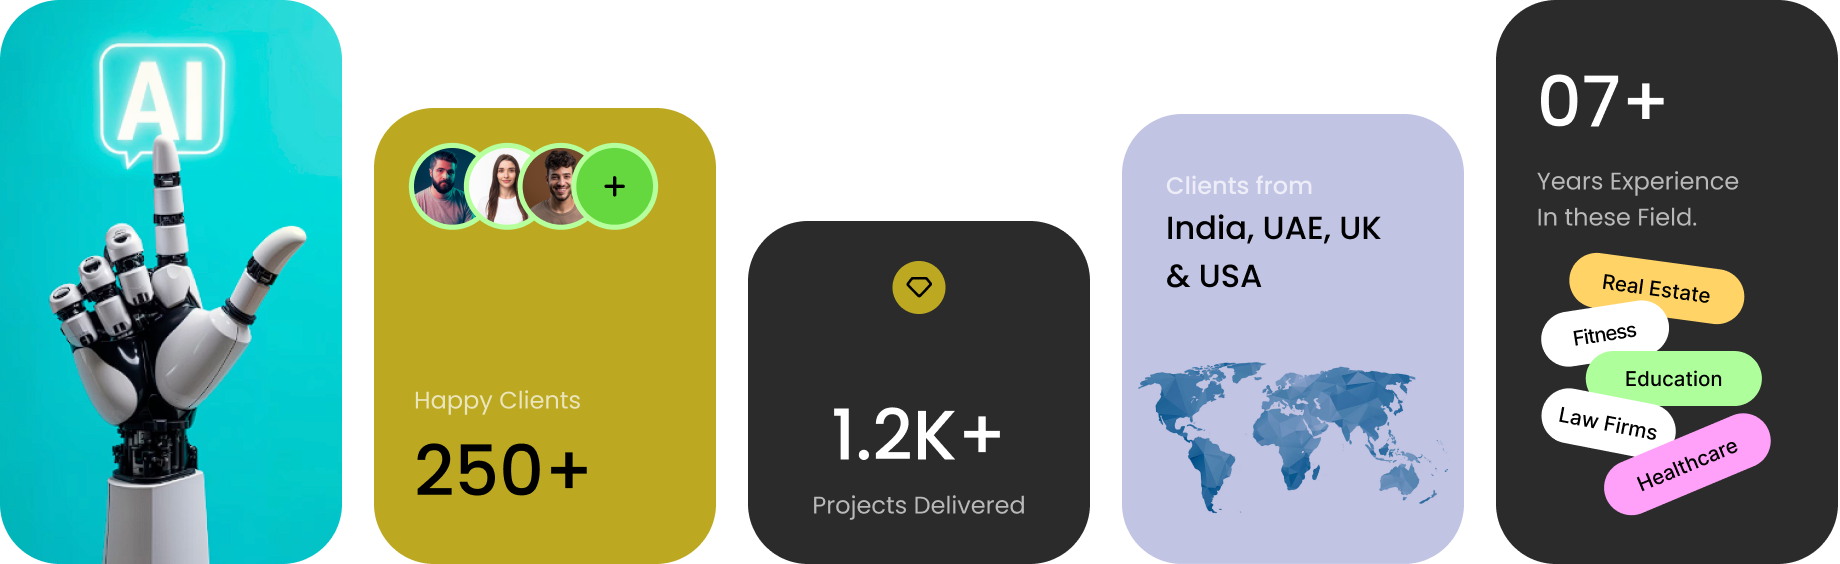 AI
Happy Clients
250+
1.2K+
Projects Delivered
Clients from
India, UAE, UK
& USA
07+
Years Experience
In these Field.
Real Estate
Fitness
Education
Law Firms
Healthcare